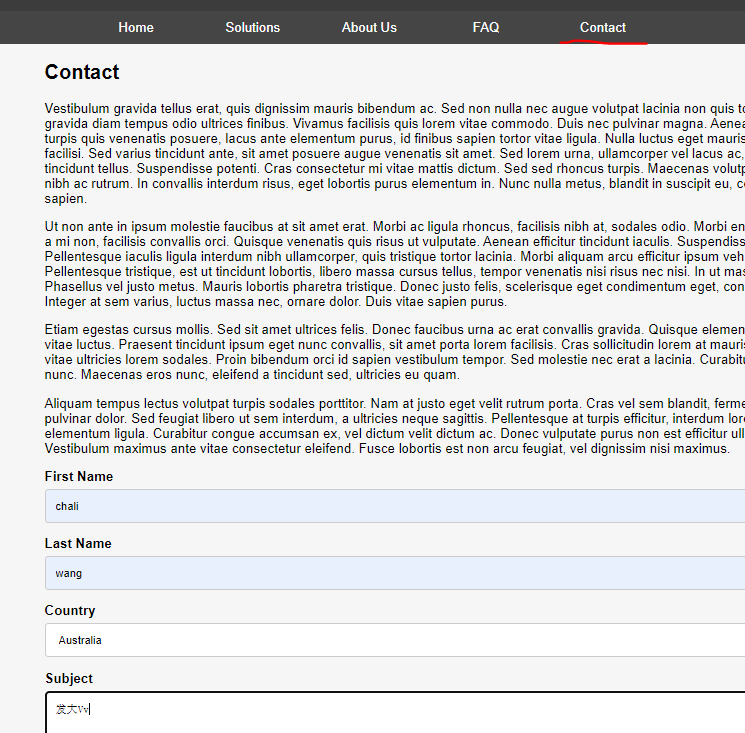 Home Solutions About Us FAQ Contact
Contact
Vestibulum gravida tellus erat, quis dignissim mauris bibendum ac. Sed non nulla nec augue volutpat lacinia non quis
gravida diam tempus odio ultrices finibus. Vivamus facilisis quis lorem vitae commodo. Duis nec pulvinar magna.
turpis quis venenatis posuere, lacus ante elementum purus, id finibus sapien tortor vitae ligula. Nulla luctus eget
facilisi. Sed varius tincidunt ante, sit amet posuere augue venenatis sit amet. Sed lorem urna, ullamcorper vel lacus ac,
tincidunt tellus. Suspendisse potenti. Cras consectetur mi vitae mattis dictum. Sed sed rhoncus turpis. Maecenas
nibh ac rutrum. In convallis interdum risus, eget lobortis purus elementum in. Nunc nulla metus, blandit in suscipit eu,
sapien.
Ut non ante in ipsum molestie faucibus at sit amet erat. Morbi ac ligula rhoncus, facilisis nibh at, sodales odio. Morbi
a mi non, facilisis convallis orci. Quisque venenatis quis risus ut vulputate. Aenean efficitur tincidunt iaculis.
Pellentesque iaculis ligula interdum nibh ullamcorper, quis tristique tortor lacinia. Morbi aliquam arcu efficitur ipsum
Pellentesque tristique, est ut tincidunt lobortis, libero massa cursus tellus, tempor venenatis nisi risus nec nisi. In ut
Phasellus vel justo metus. Mauris lobortis pharetra tristique. Donec justo felis, scelerisque eget condimentum eget,
Integer at sem varius, luctus massa nec, ornare dolor. Duis vitae sapien purus.
Etiam egestas cursus mollis. Sed sit amet ultrices felis. Donec faucibus urna ac erat convallis gravida. Quisque
vitae luctus. Praesent tincidunt ipsum eget nunc convallis, sit amet porta lorem facilisis. Cras sollicitudin lorem at
vitae ultricies lorem sodales. Proin bibendum orci id sapien vestibulum tempor. Sed molestie nec erat a lacinia.
nunc. Maecenas eros nunc, eleifend a tincidunt sed, ultricies eu quam.
Aliquam tempus lectus volutpat turpis sodales porttitor. Nam at justo eget velit rutrum porta. Cras vel sem blandit,
pulvinar dolor. Sed feugiat libero ut sem interdum, a ultricies neque sagittis. Pellentesque at turpis efficitur, interdum
elementum ligula. Curabitur congue accumsan ex, vel dictum velit dictum ac. Donec vulputate purus non est efficitur
Vestibulum maximus ante vitae consectetur eleifend. Fusce lobortis est non arcu feugiat, vel dignissim nisi maximus.
First Name
chali
Last Name
wang
Country
Australia
Subject
发大Vv